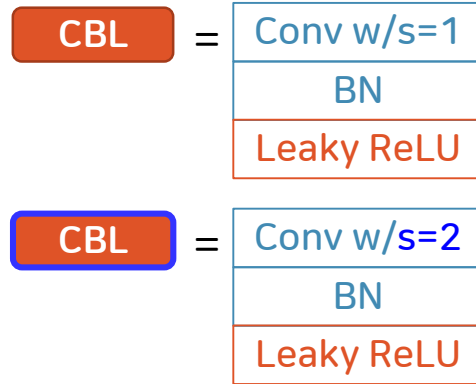 CBL = Conv w/s=1
BN
Leaky ReLU
CBL = Conv w/s=2
BN
Leaky ReLU